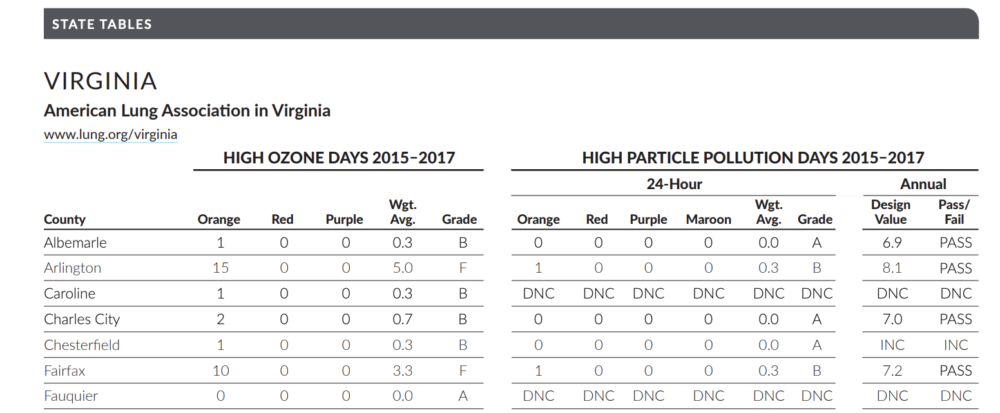 STATE TABLES
VIRGINIA
American Lung Association in Virginia
www.lung.org/virginia
HIGH OZONE DAYS 2015–2017 HIGH PARTICLE POLLUTION DAYS 2015–2017
24-Hour Annual
Wgt. Wgt. Design Pass/
County Orange Red Purple Avg. Grade Orange Red Purple Maroon Avg. Grade Value Fail
Albemarle 1 0 0 0.3 B 0 0 0 0 0.0 A 6.9 PASS
Arlington 15 0 0 5.0 F 1 0 0 0 0.3 B 8.1 PASS
Caroline 1 0 0 0.3 B DNC DNC DNC DNC DNC DNC DNC DNC
Charles City 2 0 0 0.7 B 0 0 0 0 0.0 A 7.0 PASS
Chesterfield 1 0 0 0.3 B 0 0 0 0 0.0 A INC INC
Fairfax 10 0 0 3.3 F 1 0 0 0 0.3 B 7.2 PASS
Fauquier 0 0 0 0.0 A DNC DNC DNC DNC DNC DNC DNC DNC